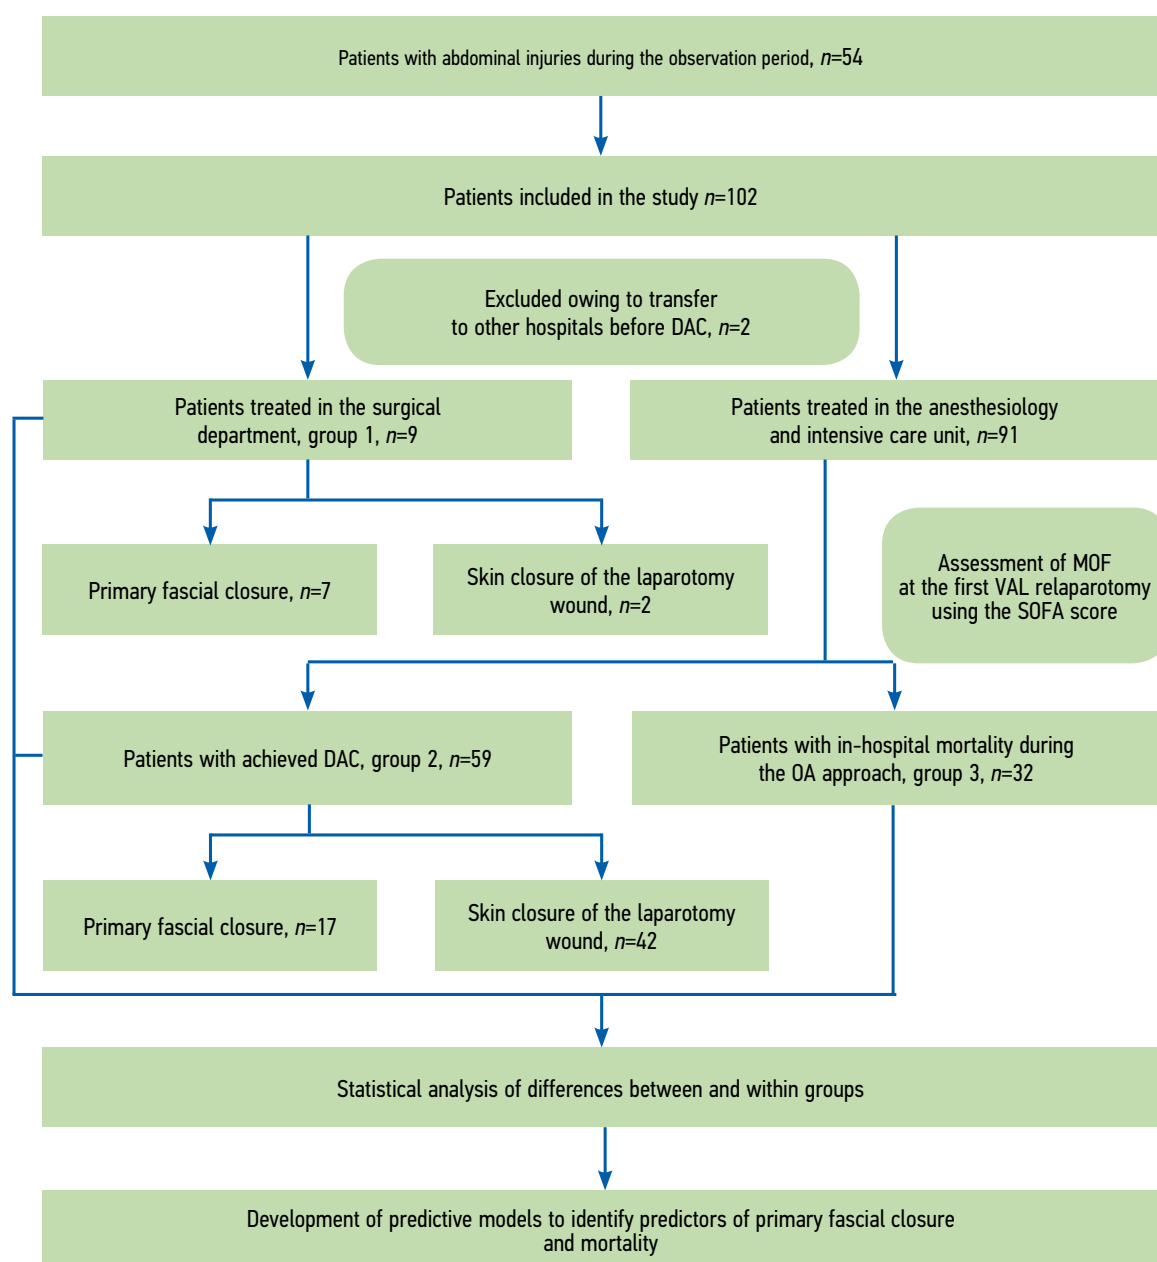 Patients with abdominal injuries during the observation period, n=54
Patients included in the study n=102
Excluded owing to transfer
to other hospitals before DAC, n=2
Patients treated in the surgical
department, group 1, n=9
Patients treated in the anesthesiology
and intensive care unit, n=91
Primary fascial closure, n=7
Skin closure of the laparotomy
wound, n=2
Assessment of MOF
at the first VAL relaparotomy
using the SOFA score
Patients with achieved DAC, group 2, n=59
Patients with in-hospital mortality during
the OA approach, group 3, n=32
Primary fascial closure, n=17
Skin closure of the laparotomy
wound, n=42
Statistical analysis of differences between and within groups
Development of predictive models to identify predictors of primary fascial closure
and mortality